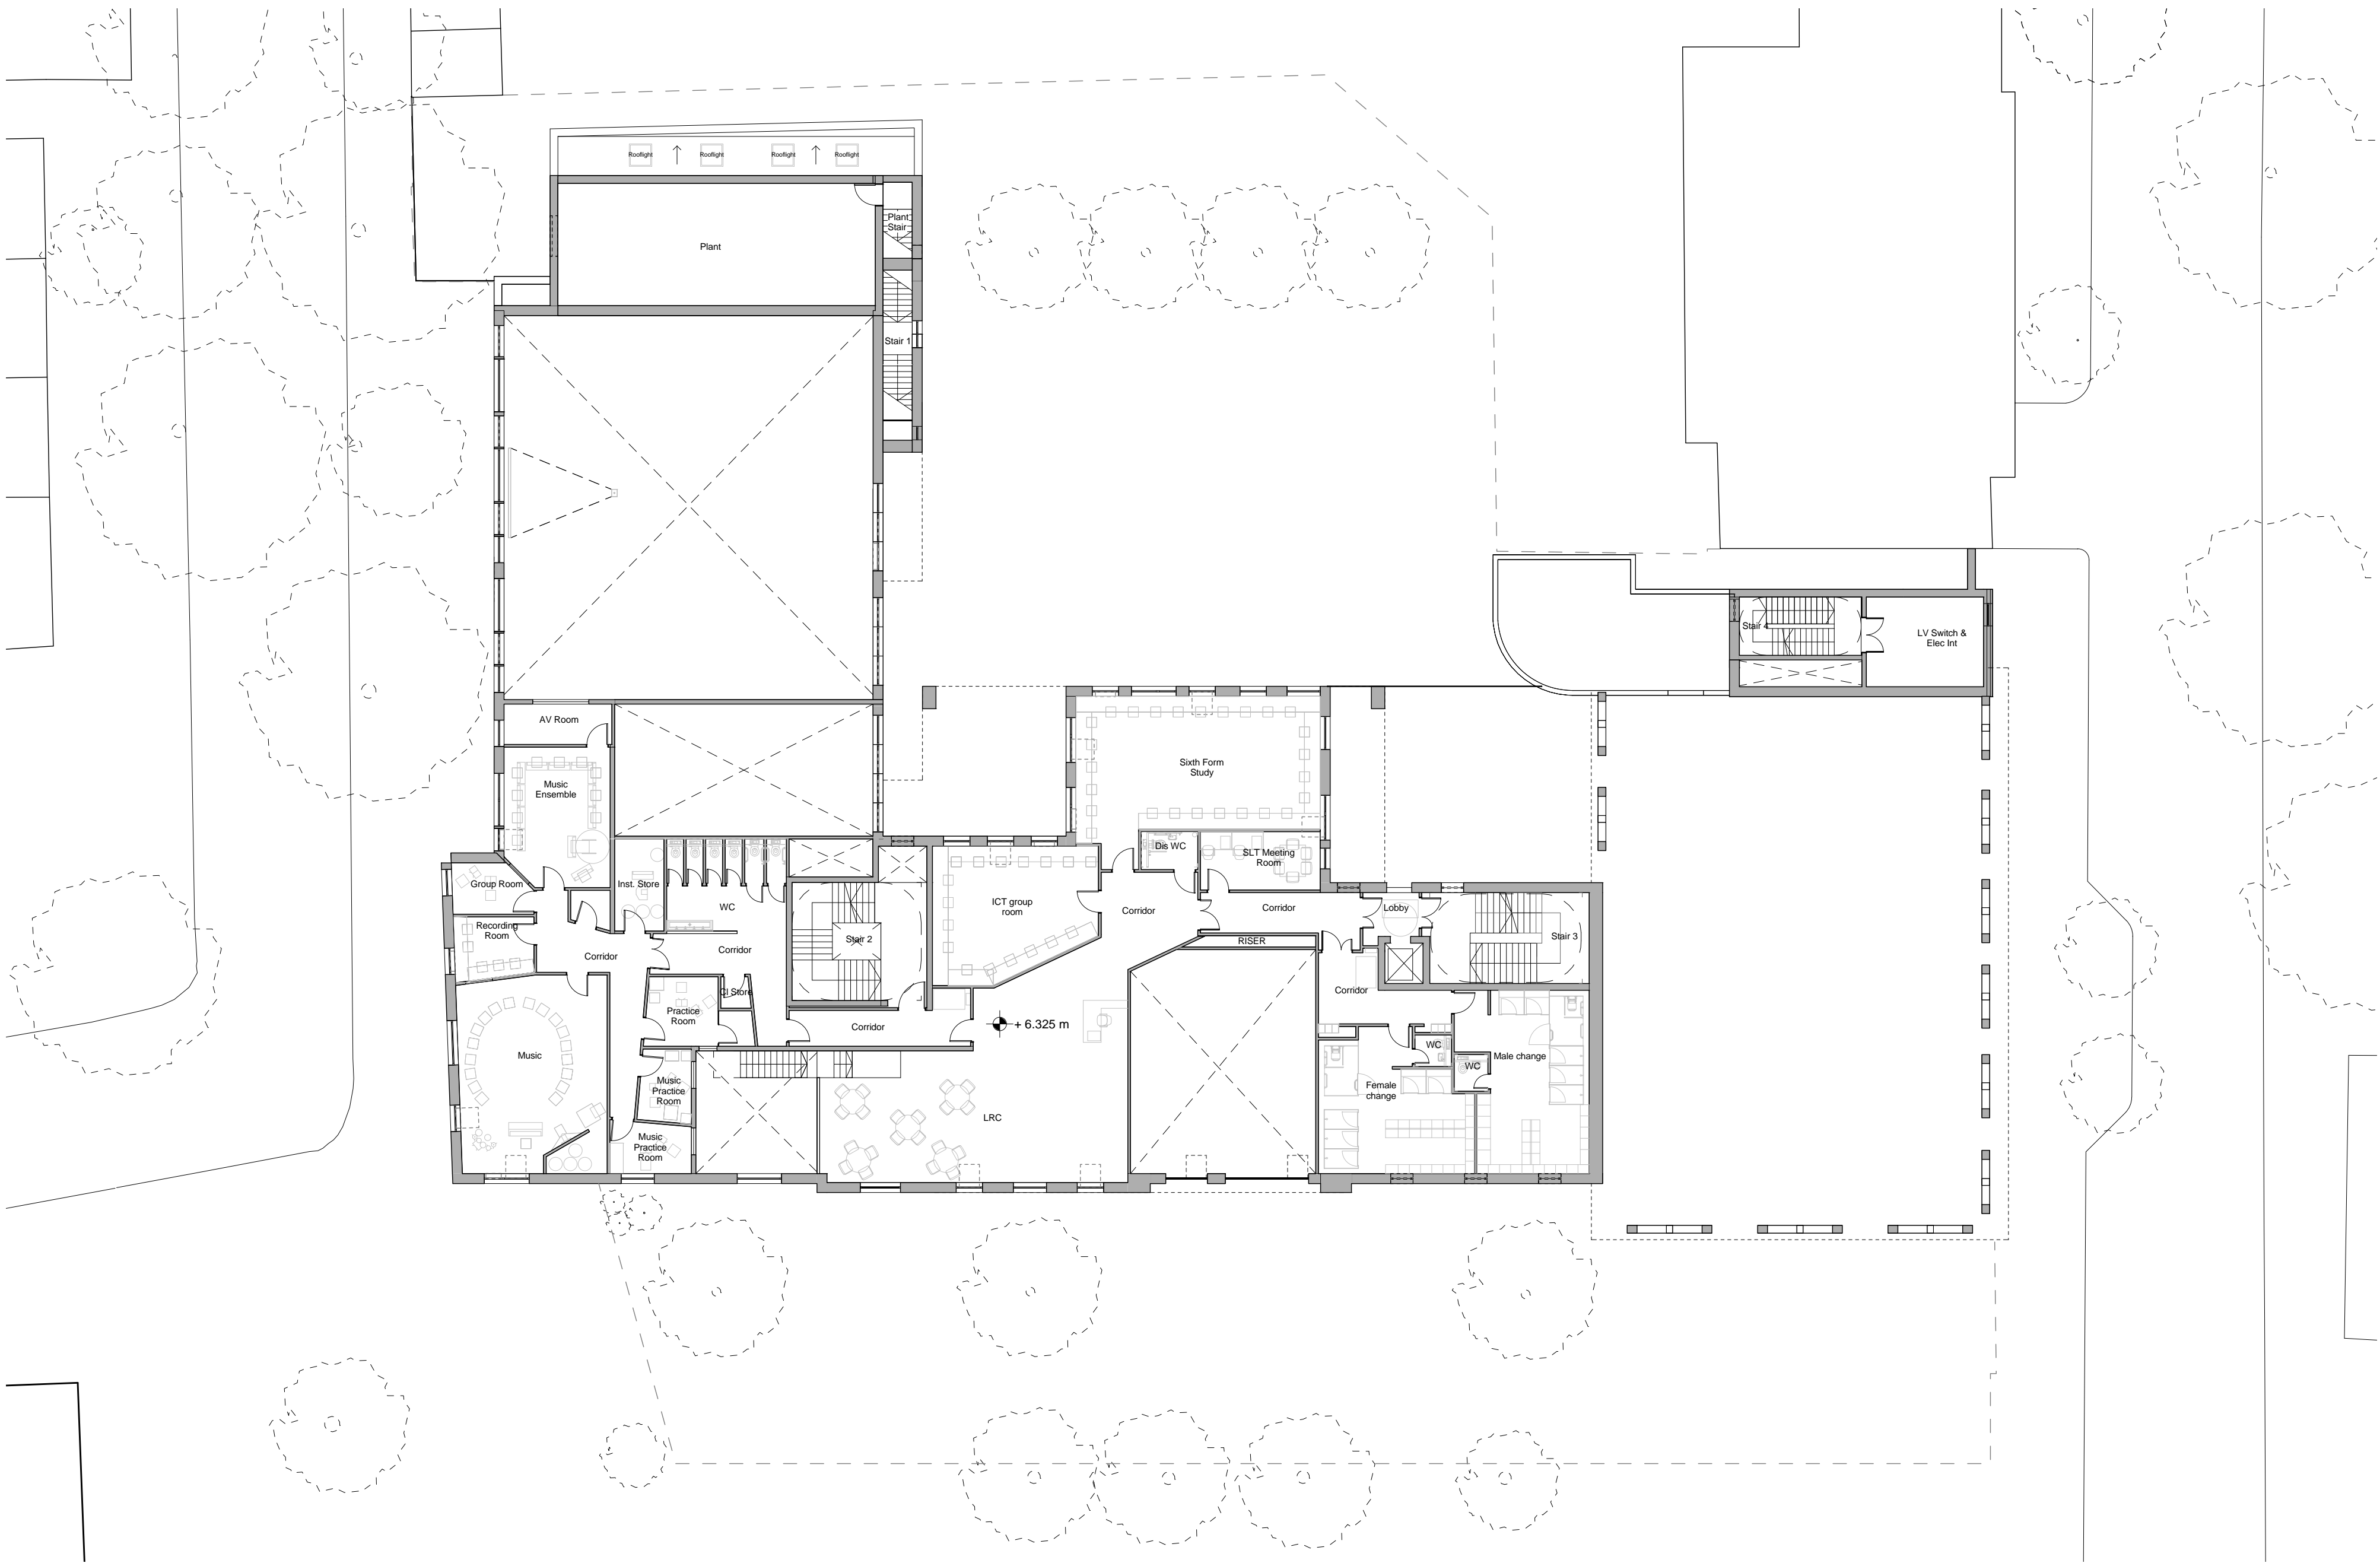 Rooflight
Rooflight
Rooflight
Rooflight
Plant
Stair
Plant
Stair 1
Stair 4
LV Switch &
Elec Int
AV Room
Sixth Form
Study
Music
Ensemble
Dis WC
SLT Meeting
Room
Group Room
Inst. Store
WC
ICT group
room
Corridor
Corridor
Lobby
Recording
Room
Stair 2
Stair 3
RISER
Corridor
Corridor
Corridor
Cl Store
Practice
Room
Corridor
+ 6.325 m
Music
WC
Male change
WC
Music
Practice
Room
Female
change
LRC
Music
Practice
Room